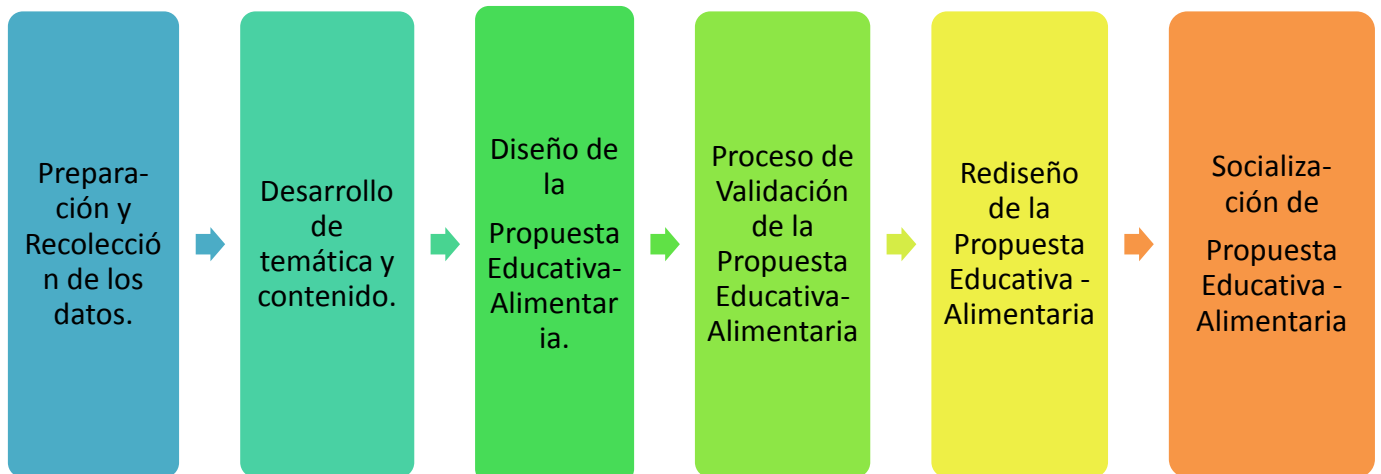 Prepara-
ción y
Recolecció
n de los
datos.
Desarrollo
de
temática y
contenido.
Diseño de
la
Propuesta
Educativa-
Alimentar
ia.
Proceso de
Validación
de la
Propuesta
Educativa-
Alimentaria
Rediseño
de la
Propuesta
Educativa -
Alimentaria
Socializa-
ción de
Propuesta
Educativa -
Alimentaria